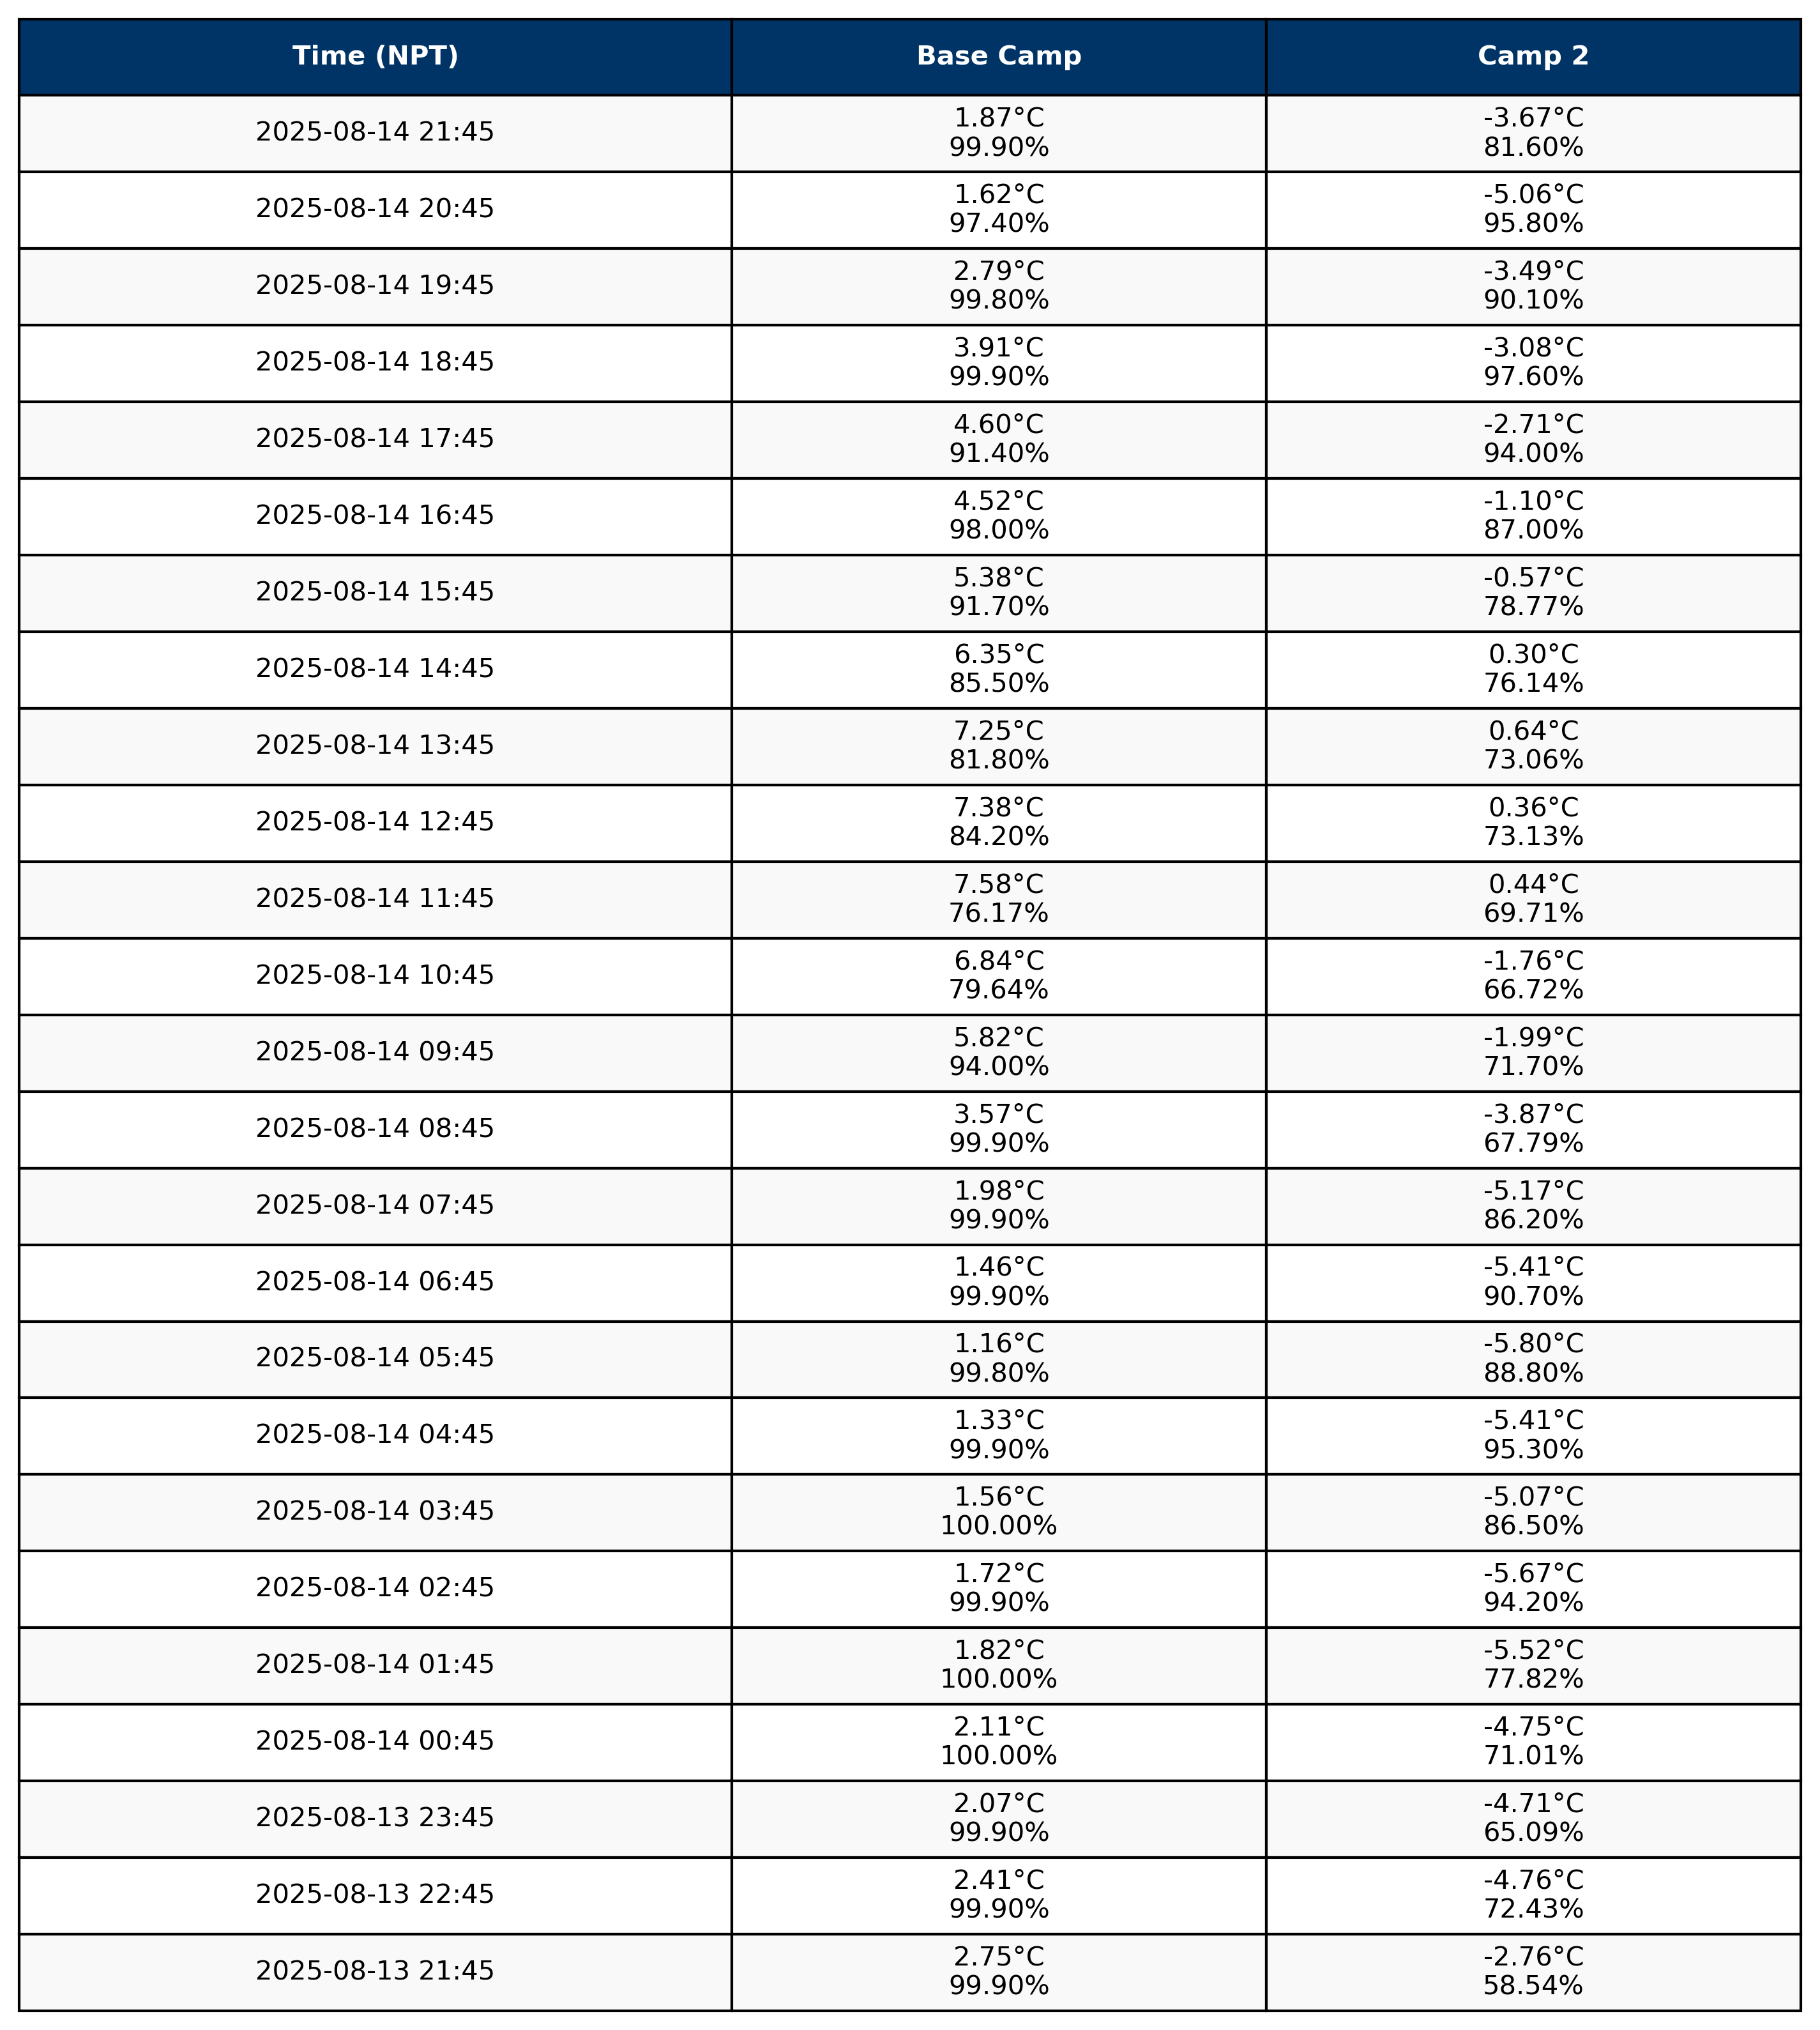 Time (NPT) Base Camp Camp 2
2025-08-14 21:45 1.87°C -3.67°C
99.90% 81.60%
2025-08-14 20:45 1.62°C -5.06°C
97.40% 95.80%
2025-08-14 19:45 2.79°C -3.49°C
99.80% 90.10%
2025-08-14 18:45 3.91°C -3.08°C
99.90% 97.60%
2025-08-14 17:45 4.60°C -2.71°C
91.40% 94.00%
2025-08-14 16:45 4.52°C -1.10°C
98.00% 87.00%
2025-08-14 15:45 5.38°C -0.57°C
91.70% 78.77%
2025-08-14 14:45 6.35°C 0.30°C
85.50% 76.14%
2025-08-14 13:45 7.25°C 0.64°C
81.80% 73.06%
2025-08-14 12:45 7.38°C 0.36°C
84.20% 73.13%
2025-08-14 11:45 7.58°C 0.44°C
76.17% 69.71%
2025-08-14 10:45 6.84°C -1.76°C
79.64% 66.72%
2025-08-14 09:45 5.82°C -1.99°C
94.00% 71.70%
2025-08-14 08:45 3.57°C -3.87°C
99.90% 67.79%
2025-08-14 07:45 1.98°C -5.17°C
99.90% 86.20%
2025-08-14 06:45 1.46°C -5.41°C
99.90% 90.70%
2025-08-14 05:45 1.16°C -5.80°C
99.80% 88.80%
2025-08-14 04:45 1.33°C -5.41°C
99.90% 95.30%
2025-08-14 03:45 1.56°C -5.07°C
100.00% 86.50%
2025-08-14 02:45 1.72°C -5.67°C
99.90% 94.20%
2025-08-14 01:45 1.82°C -5.52°C
100.00% 77.82%
2025-08-14 00:45 2.11°C -4.75°C
100.00% 71.01%
2025-08-13 23:45 2.07°C -4.71°C
99.90% 65.09%
2025-08-13 22:45 2.41°C -4.76°C
99.90% 72.43%
2025-08-13 21:45 2.75°C -2.76°C
99.90% 58.54%